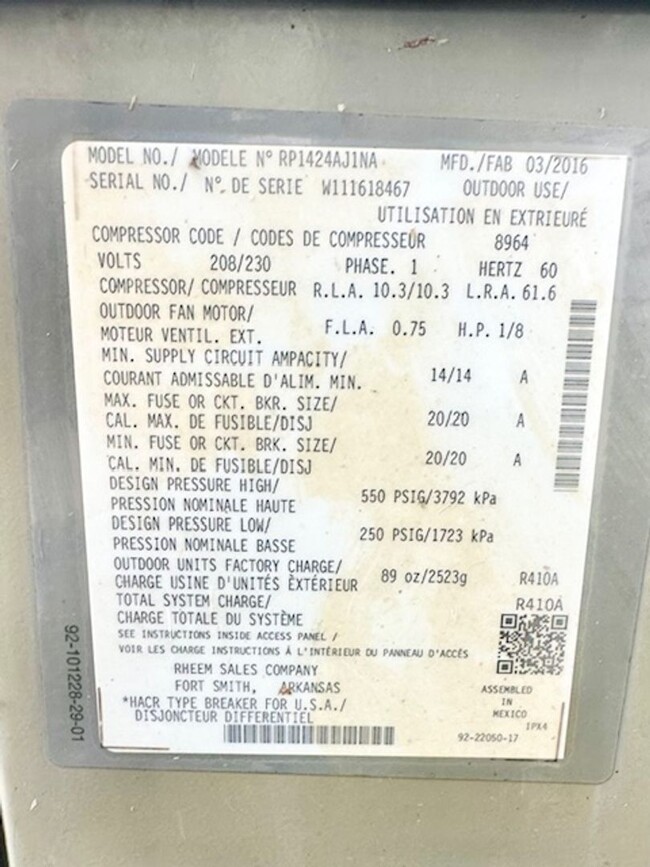 MODEL NO./ MODELE N° RP1424AJ1NA MFD./FAB 03/2016
SERIAL NO./ N° DE SERIE W111618467 OUTDOOR USE/
UTILISATION EN EXTRIEURÉ
COMPRESSOR CODE / CODES DE COMPRESSEUR 8964
VOLTS 208/230 PHASE. 1 HERTZ 60
COMPRESSOR/ COMPRESSEUR R.L.A. 10.3/10.3 L.R.A. 61.6
OUTDOOR FAN MOTOR/
MOTEUR VENTIL. EXT. F.L.A. 0.75 H.P. 1/8
MIN. SUPPLY CIRCUIT AMPACITY/
COURANT ADMISSABLE D'ALIM. MIN. 14/14 A
MAX. FUSE OR CKT. BKR. SIZE/
CAL. MAX. DE FUSIBLE/DISJ 20/20 A
MIN. FUSE OR CKT. BRK. SIZE/
CAL. MIN. DE FUSIBLE/DISJ 20/20 A
DESIGN PRESSURE HIGH/
PRESSION NOMINALE HAUTE 550 PSIG/3792 kPa
DESIGN PRESSURE LOW/
PRESSION NOMINALE BASSE 250 PSIG/1723 kPa
OUTDOOR UNITS FACTORY CHARGE/
CHARGE USINE D'UNITÉS ÈXTÉRIEUR 89 oz/2523g R410A
TOTAL SYSTEM CHARGE/ R410A
CHARGE TOTALE DU SYSTÈME
SEE INSTRUCTIONS INSIDE ACCESS PANEL /
VOIR LES CHARGE INSTRUCTIONS À L'INTÉRIEUR DU PANNEAU D'ACCÈS
RHEEM SALES COMPANY
FORT SMITH, ARKANSAS
*HACR TYPE BREAKER FOR U.S.A./
DISJONCTEUR DIFFERENTIEL
ASSEMBLED
IN
MEXICO
IPX4
92-22050-17
92-101228-29-01